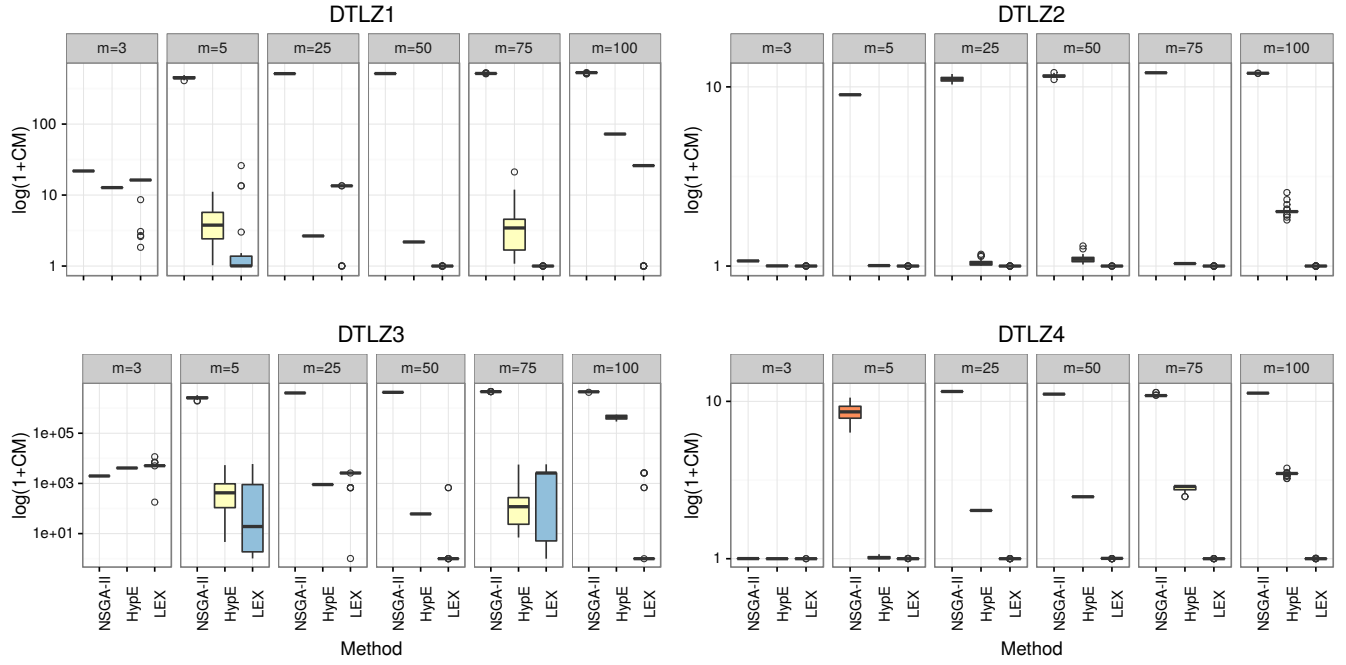 DTLZ1
m=3 m=5 m=25 m=50 m=75 m=100
log(1+CM)
100
10
1
DTLZ2
m=3 m=5 m=25 m=50 m=75 m=100
log(1+CM)
10
1
DTLZ3
m=3 m=5 m=25 m=50 m=75 m=100
log(1+CM)
1e+05
1e+03
1e+01
NSGA-II HypE LEX NSGA-II HypE LEX NSGA-II HypE LEX NSGA-II HypE LEX NSGA-II HypE LEX NSGA-II HypE LEX
Method
DTLZ4
m=3 m=5 m=25 m=50 m=75 m=100
log(1+CM)
10
1
NSGA-II HypE LEX NSGA-II HypE LEX NSGA-II HypE LEX NSGA-II HypE LEX NSGA-II HypE LEX NSGA-II HypE LEX
Method